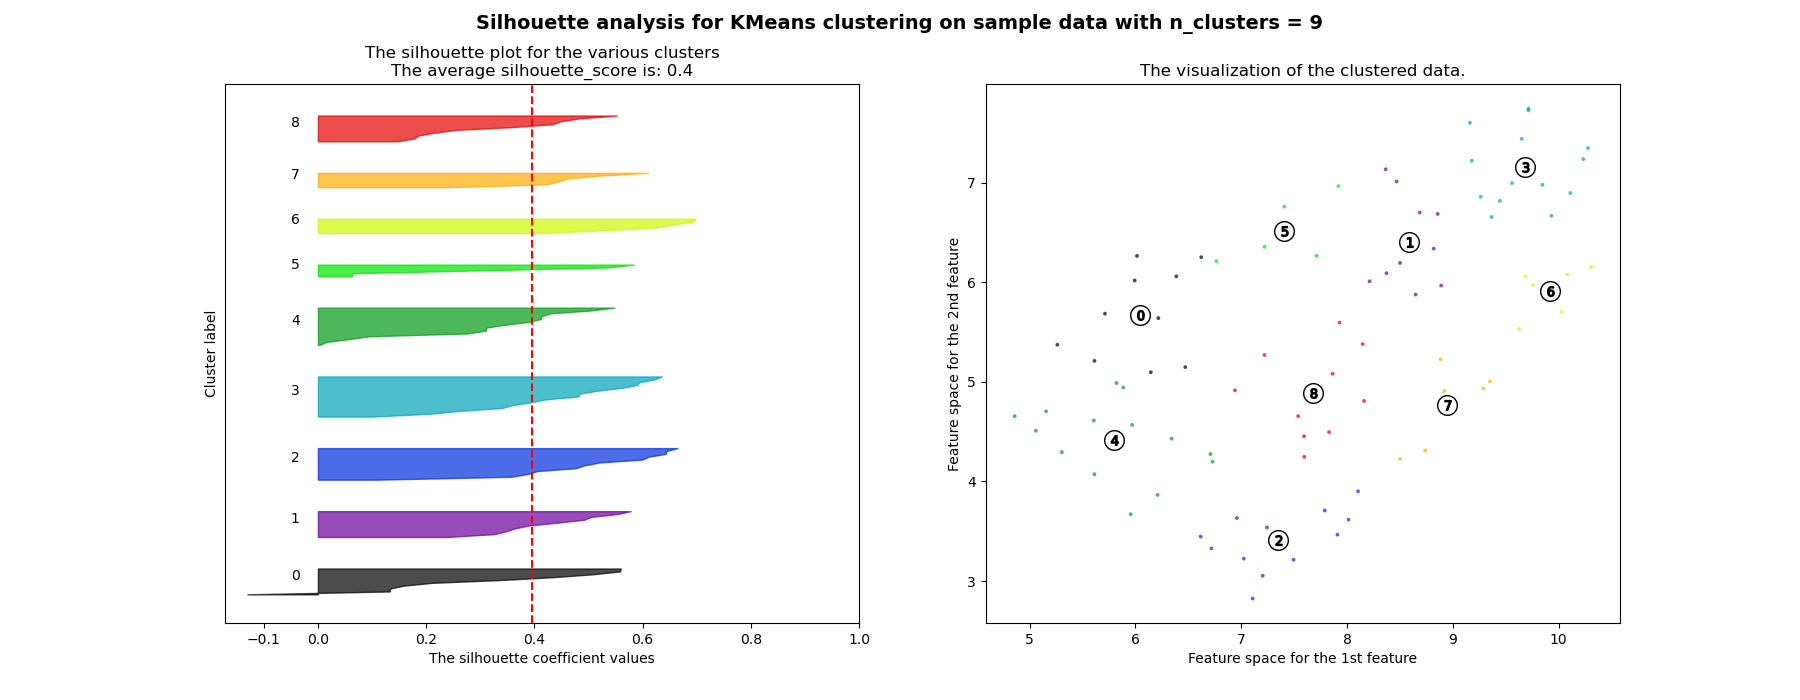 Silhouette analysis for KMeans clustering on sample data with n_clusters = 9
The silhouette plot for the various clusters
The average silhouette_score is: 0.4
Cluster label
8
7
6
5
4
3
2
1
0
−0.1 0.0 0.2 0.4 0.6 0.8 1.0
The silhouette coefficient values
The visualization of the clustered data.
Feature space for the 2nd feature
7
6
5
4
3
3
5
1
6
0
8
7
4
2
5 6 7 8 9 10
Feature space for the 1st feature